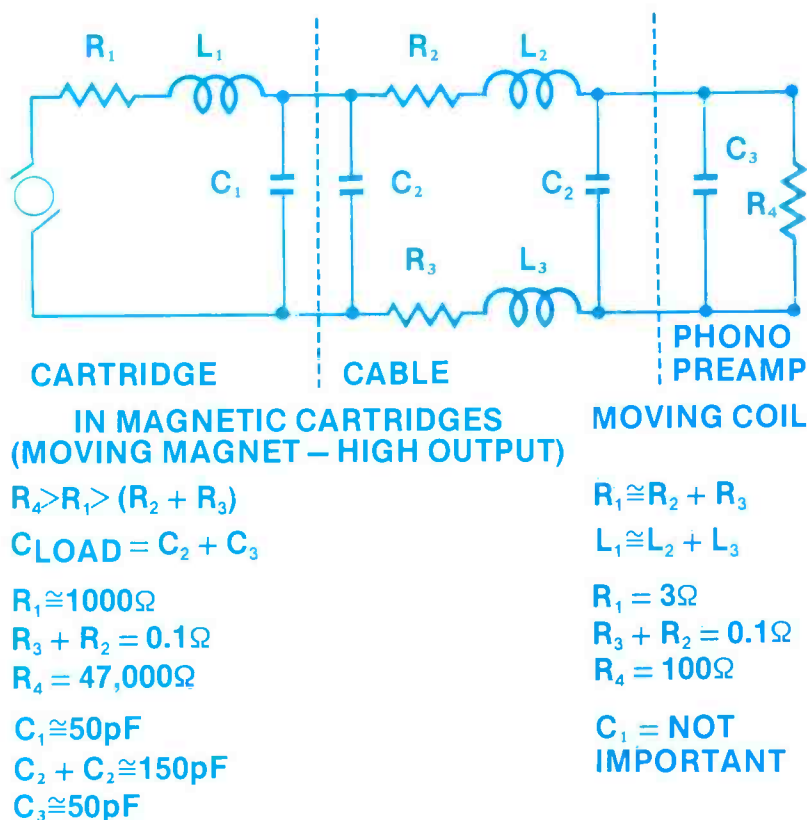 R₁ L₁ R₂ L₂
C₁ C₂ C₂ C₃ R₄
R₃ L₃
CARTRIDGE CABLE PHONO
PREAMP
IN MAGNETIC CARTRIDGES
(MOVING MAGNET – HIGH OUTPUT)
R₄>R₁> (R₂ + R₃)
CLOAD = C₂ + C₃
R₁≅1000Ω
R₃ + R₂ = 0.1Ω
R₄ = 47,000Ω
C₁≅50pF
C₂ + C₂≅150pF
C₃≅50pF
MOVING COIL
R₁≅R₂ + R₃
L₁≅L₂ + L₃
R₁ = 3Ω
R₃ + R₂ = 0.1Ω
R₄ = 100Ω
C₁ = NOT
IMPORTANT